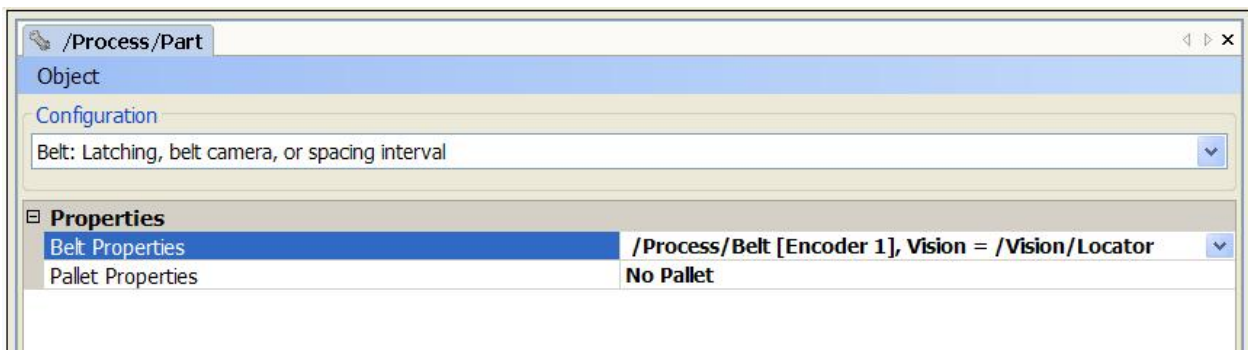 /Process/Part
Object
Configuration
Belt: Latching, belt camera, or spacing interval
Properties
Belt Properties /Process/Belt [Encoder 1], Vision = /Vision/Locator
Pallet Properties No Pallet